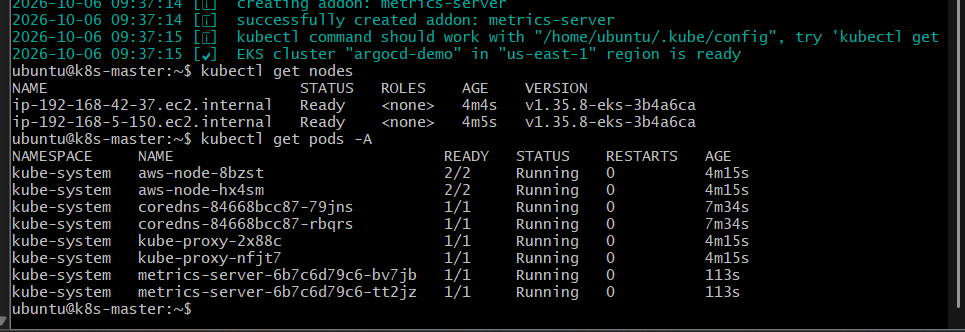 2026-10-06 09:37:14 [ℹ]  creating addon: metrics-server
2026-10-06 09:37:14 [ℹ]  successfully created addon: metrics-server
2026-10-06 09:37:15 [ℹ]  kubectl command should work with "/home/ubuntu/.kube/config", try 'kubectl get
2026-10-06 09:37:15 [✔]  EKS cluster "argocd-demo" in "us-east-1" region is ready
ubuntu@k8s-master:~$ kubectl get nodes
NAME                           STATUS   ROLES    AGE    VERSION
ip-192-168-42-37.ec2.internal   Ready    <none>   4m4s   v1.35.8-eks-3b4a6ca
ip-192-168-5-150.ec2.internal   Ready    <none>   4m5s   v1.35.8-eks-3b4a6ca
ubuntu@k8s-master:~$ kubectl get pods -A
NAMESPACE     NAME                              READY   STATUS    RESTARTS   AGE
kube-system   aws-node-8bzst                    2/2     Running   0          4m15s
kube-system   aws-node-hx4sm                    2/2     Running   0          4m15s
kube-system   coredns-84668bcc87-79jns          1/1     Running   0          7m34s
kube-system   coredns-84668bcc87-rbqrs          1/1     Running   0          7m34s
kube-system   kube-proxy-2x88c                  1/1     Running   0          4m15s
kube-system   kube-proxy-nfjt7                  1/1     Running   0          4m15s
kube-system   metrics-server-6b7c6d79c6-bv7jb   1/1     Running   0          113s
kube-system   metrics-server-6b7c6d79c6-tt2jz   1/1     Running   0          113s
ubuntu@k8s-master:~$